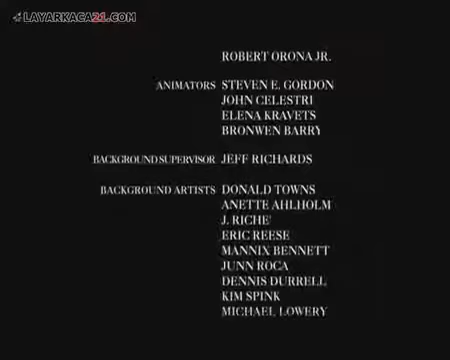 LAYARKACA21.COM
ROBERT ORONA JR.
ANIMATORS STEVEN E. GORDON
JOHN CELESTRI
ELENA KRAVETS
BRONWEN BARRY
BACKGROUND SUPERVISOR JEFF RICHARDS
BACKGROUND ARTISTS DONALD TOWNS
ANETTE AHLHOLM
J. RICHE'
ERIC REESE
MANNIX BENNETT
JUNN ROCA
DENNIS DURRELL
KIM SPINK
MICHAEL LOWERY